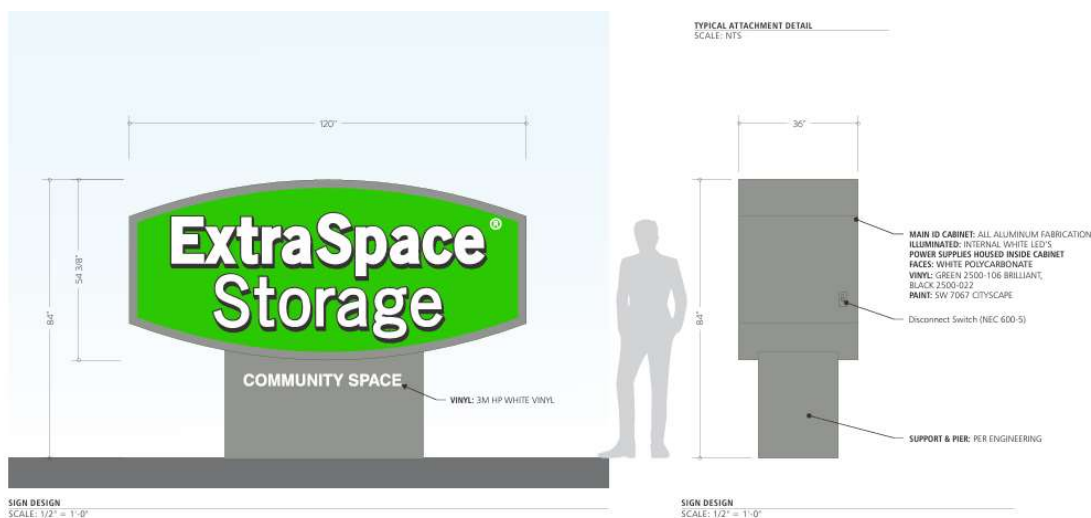 TYPICAL ATTACHMENT DETAIL
SCALE: NTS
120"
84"
54 3/8"
ExtraSpace®
Storage
COMMUNITY SPACE
VINYL: 3M HP WHITE VINYL
SIGN DESIGN
SCALE: 1/2" = 1'-0"
36"
84"
MAIN ID CABINET: ALL ALUMINUM FABRICATION
ILLUMINATED: INTERNAL WHITE LED'S
POWER SUPPLIES HOUSED INSIDE CABINET
FACES: WHITE POLYCARBONATE
VINYL: GREEN 2500-106 BRILLIANT,
BLACK 2500-022
PAINT: SW 7067 CITYSCAPE
Disconnect Switch (NEC 600-5)
SUPPORT & PIER: PER ENGINEERING
SIGN DESIGN
SCALE: 1/2" = 1'-0"